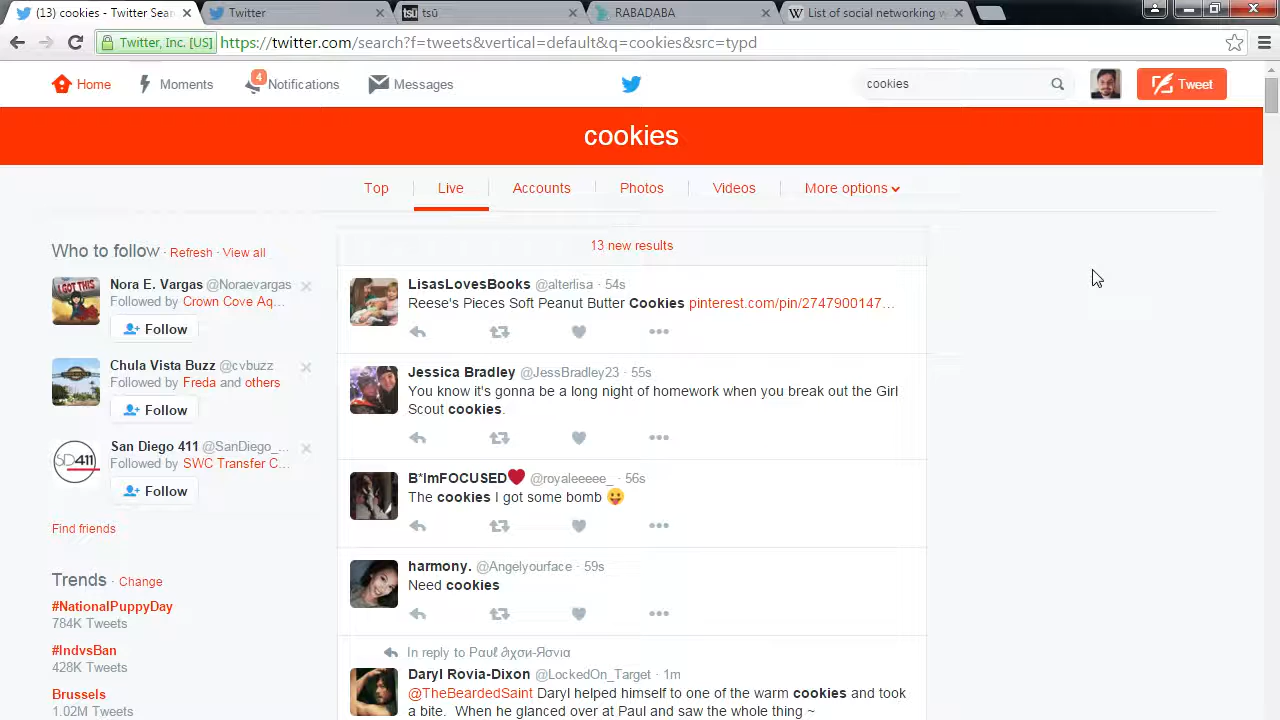 (13) cookies - Twitter Sear
Twitter
tsū
RABADABA
List of social networking w
Twitter, Inc. [US]
https://twitter.com/search?f=tweets&vertical=default&q=cookies&src=typd
Home
Moments
4
Notifications
Messages
cookies
Tweet
cookies
Top
Live
Accounts
Photos
Videos
More options
Who to follow · Refresh · View all
Nora E. Vargas @Noraevargas
Followed by Crown Cove Aq...
Follow
Chula Vista Buzz @cvbuzz
Followed by Freda and others
Follow
SD411
San Diego 411 @SanDiego_...
Followed by SWC Transfer C...
Follow
Find friends
Trends · Change
#NationalPuppyDay
784K Tweets
#IndvsBan
428K Tweets
Brussels
1.02M Tweets
13 new results
LisasLovesBooks @alterlisa · 54s
Reese's Pieces Soft Peanut Butter Cookies pinterest.com/pin/2747900147…
Jessica Bradley @JessBradley23 · 55s
You know it's gonna be a long night of homework when you break out the Girl
Scout cookies.
B*ImFOCUSED❤ @royaleeeee_ · 56s
The cookies I got some bomb 😛
harmony. @Angelyourface · 59s
Need cookies
In reply to
Daryl Rovia-Dixon @LockedOn_Target · 1m
@TheBeardedSaint Daryl helped himself to one of the warm cookies and took
a bite. When he glanced over at Paul and saw the whole thing ~